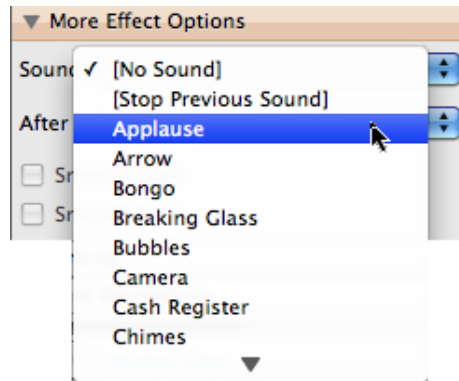 More Effect Options
Sound ✓ [No Sound]
[Stop Previous Sound]
After Applause
Arrow
Bongo
Breaking Glass
Bubbles
Camera
Cash Register
Chimes